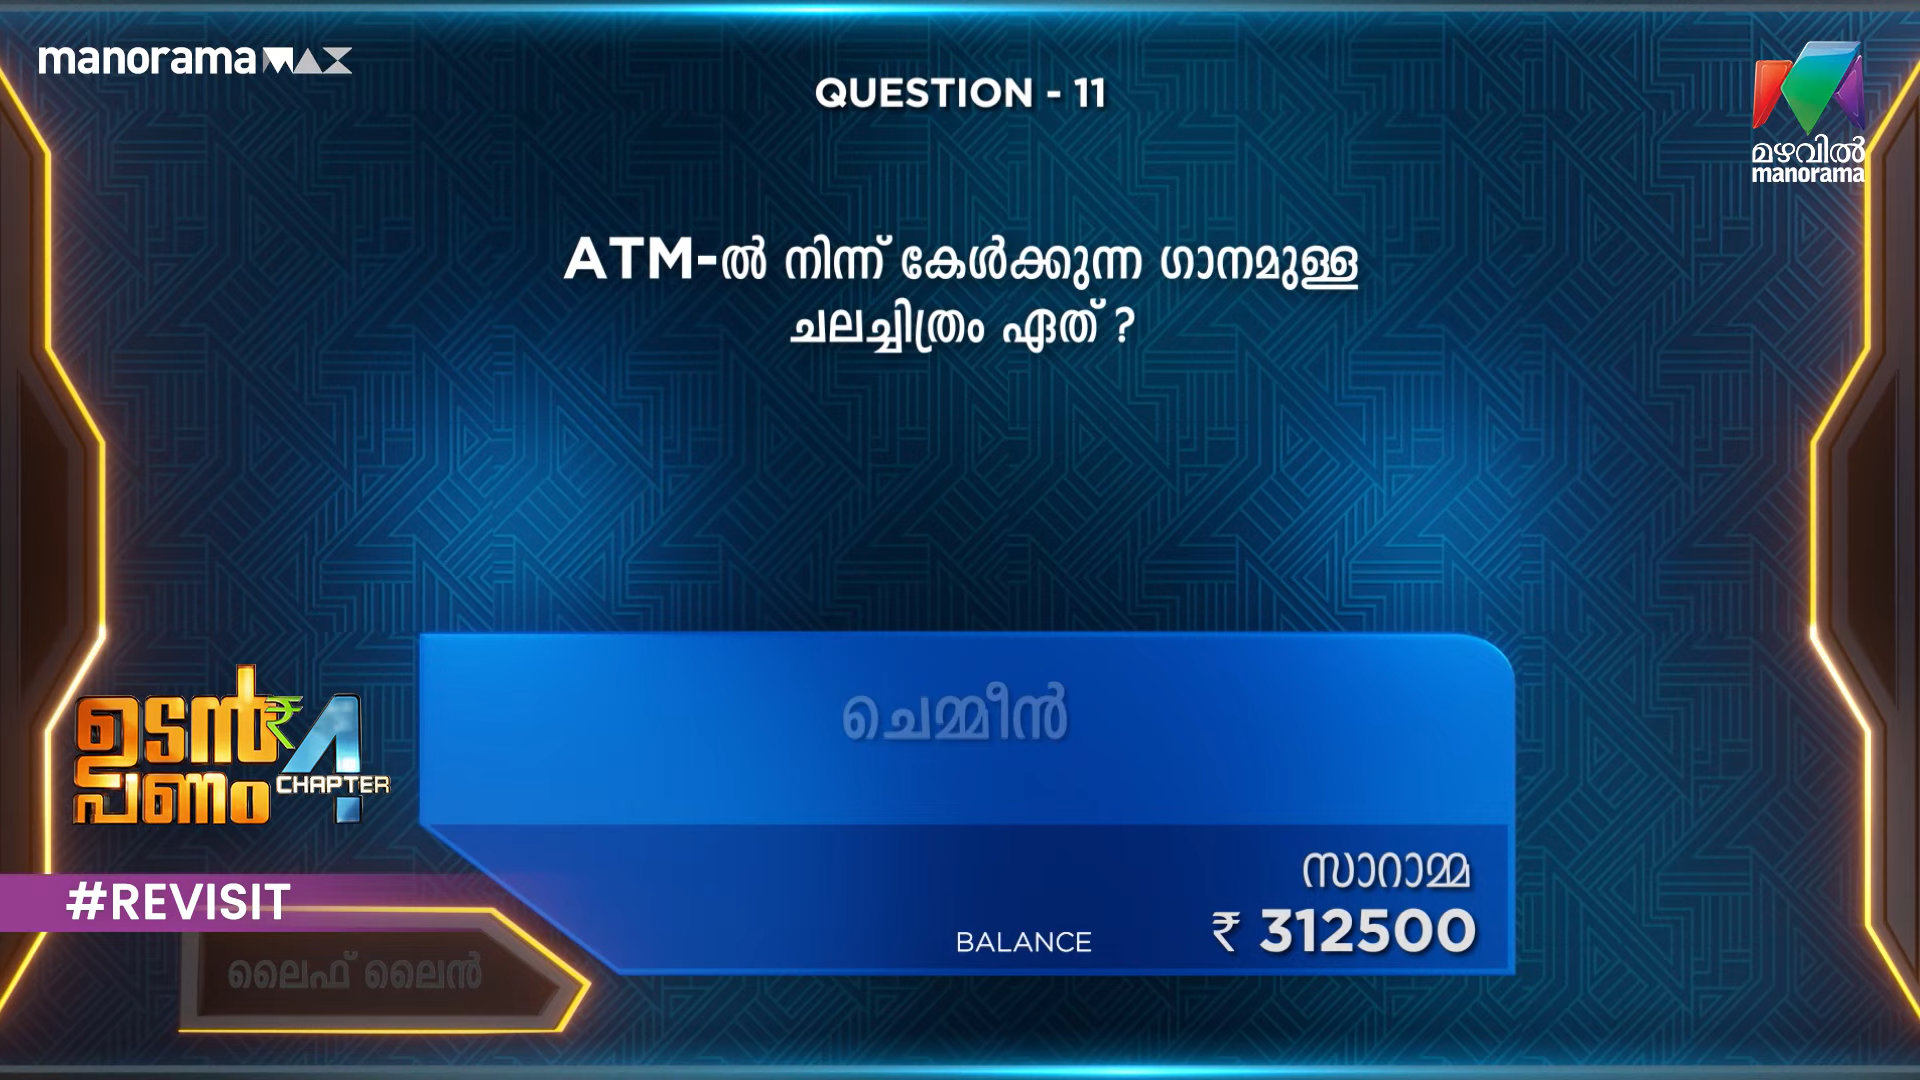 manoramaMAX
QUESTION - 11
മഴവിൽ
manorama
ATM-ൽ നിന്ന് കേൾക്കുന്ന ഗാനമുള്ള
ചലച്ചിത്രം ഏത് ?
ചെമ്മീൻ
ഉടൻ ₹ 4
പണം CHAPTER
സാറാമ്മ
BALANCE ₹ 312500
#REVISIT
ലൈഫ് ലൈൻ